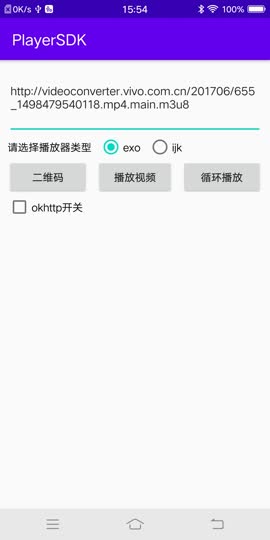 0K/s 15:54 100%
PlayerSDK
http://videoconverter.vivo.com.cn/201706/655
_1498479540118.mp4.main.m3u8
请选择播放器类型 exo ijk
二维码 播放视频 循环播放
okhttp开关